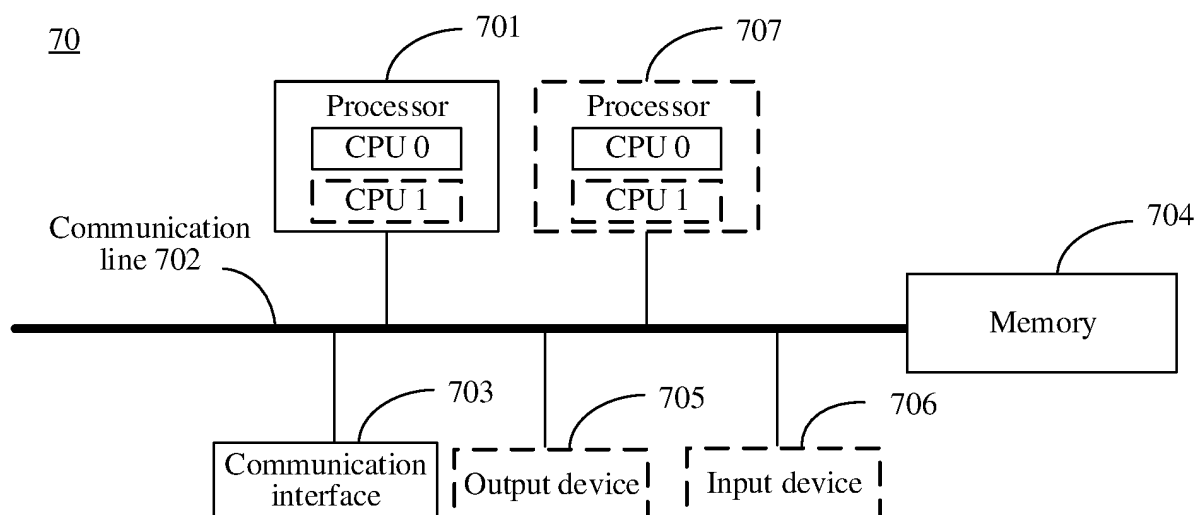 70
701
707
Processor
CPU 0
CPU 1
Processor
CPU 0
CPU 1
Communication
line 702
704
Memory
703
705
706
Communication
interface
Output device
Input device